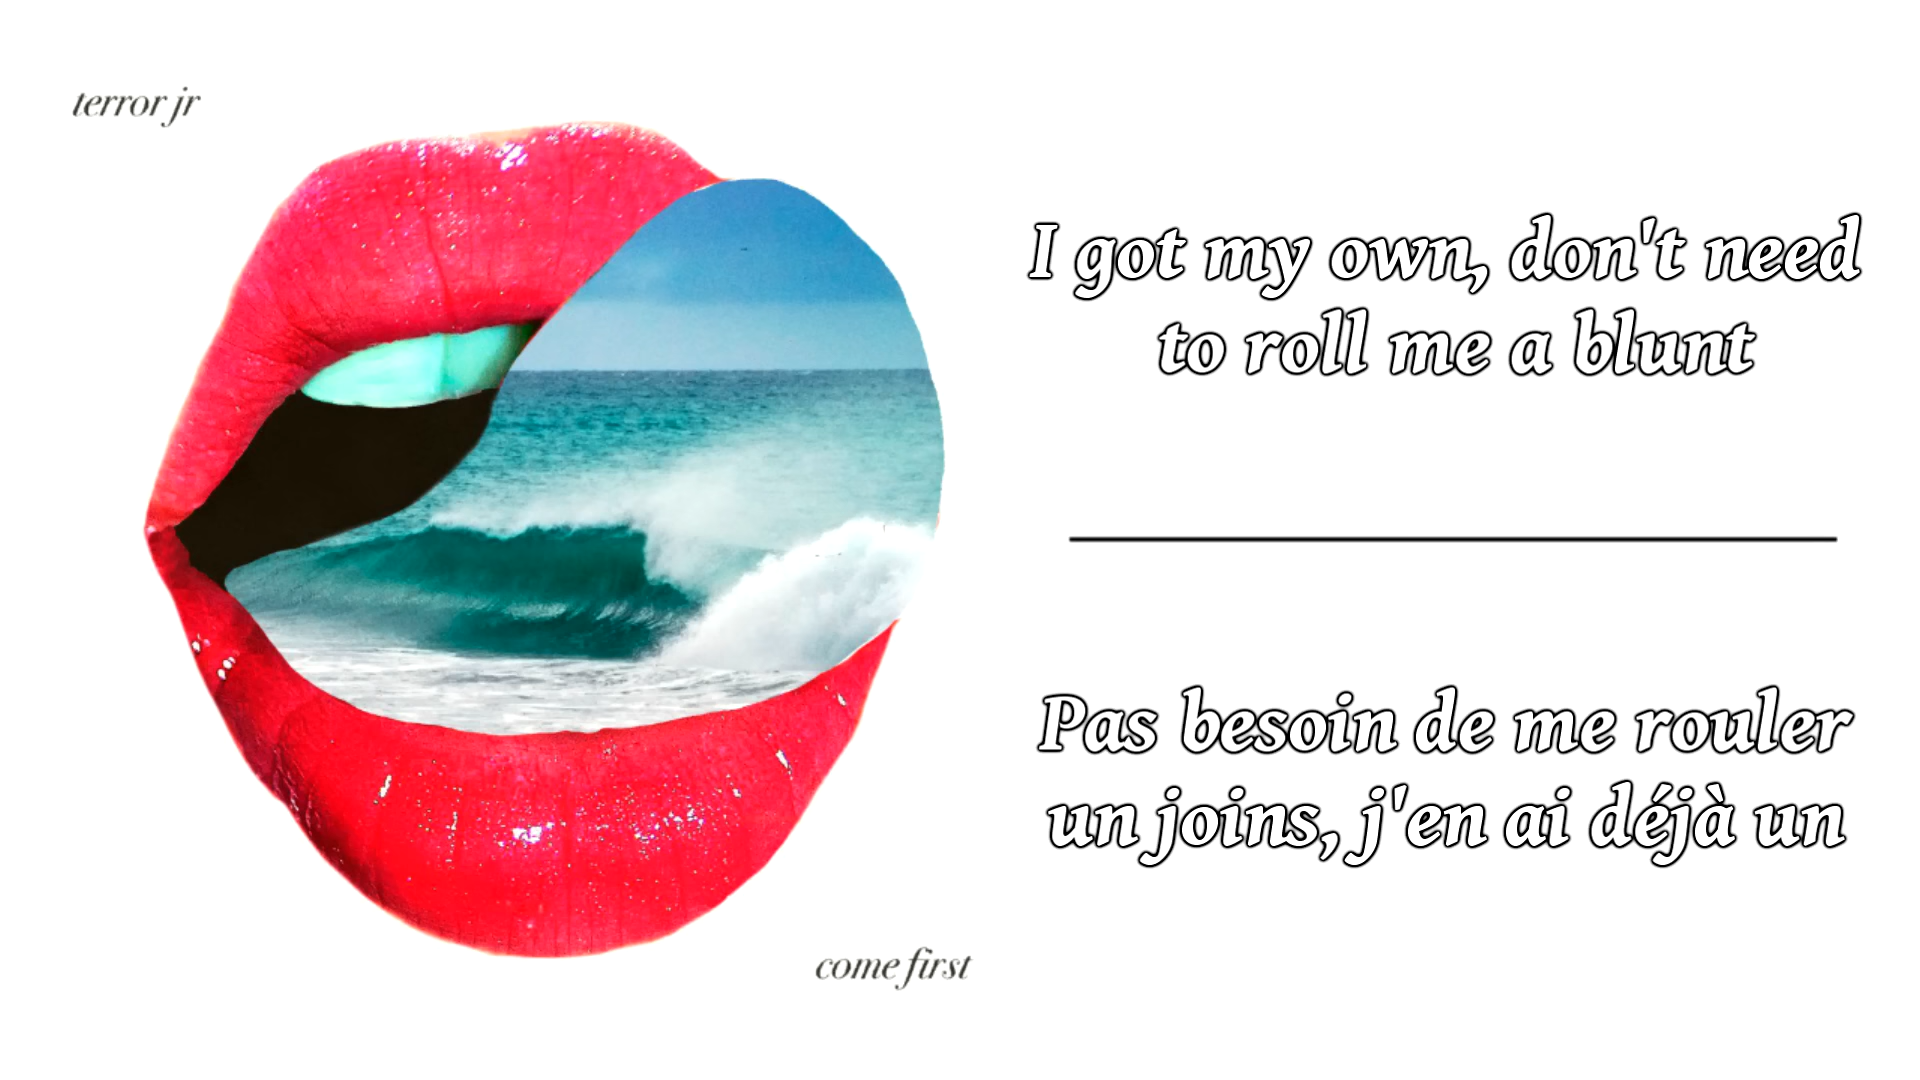 terror jr
I got my own, don't need
to roll me a blunt
Pas besoin de me rouler
un joins, j'en ai déjà un
come first